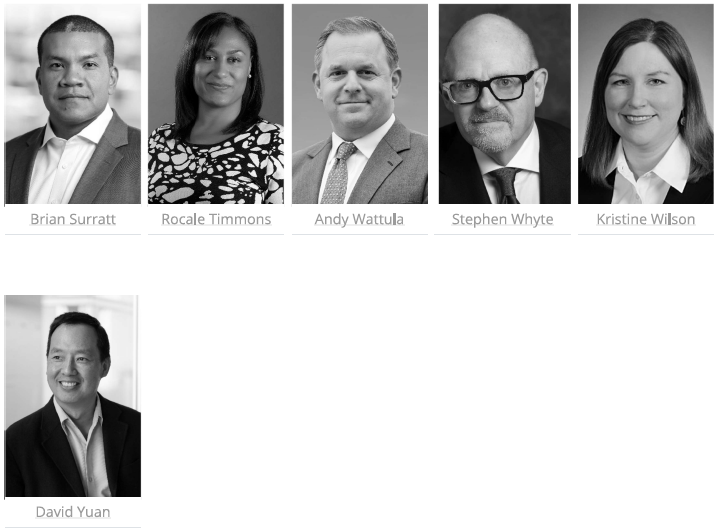 Brian Surratt
Rocale Timmons
Andy Wattula
Stephen Whyte
Kristine Wilson
David Yuan